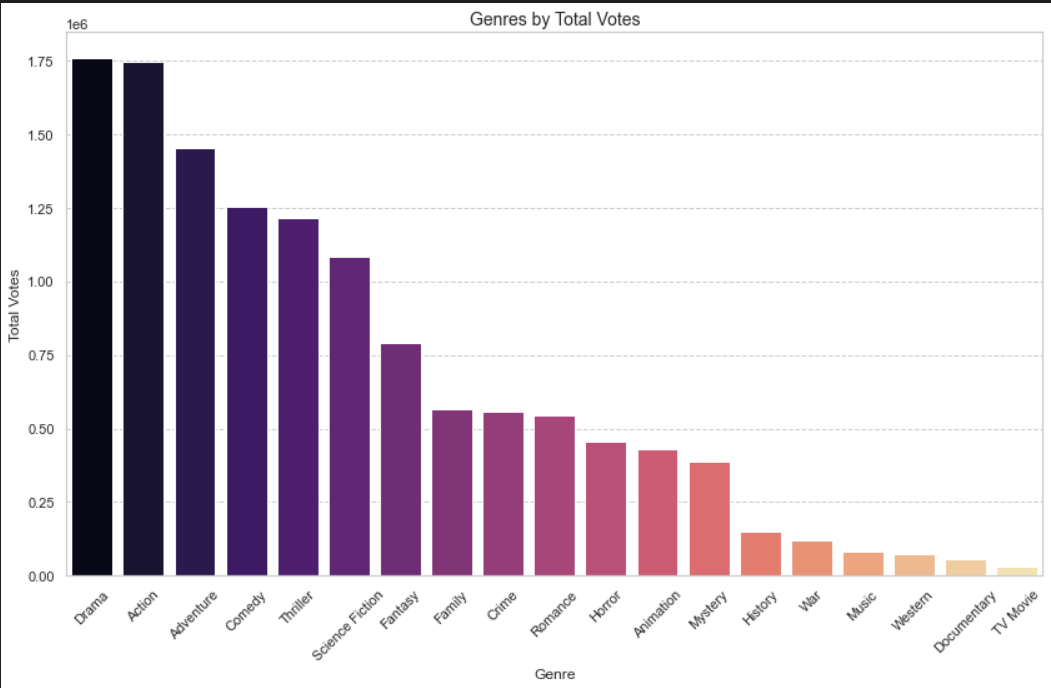 Genres by Total Votes
1e6
1.75
1.50
1.25
1.00
0.75
0.50
0.25
0.00
Total Votes
Drama
Action
Adventure
Comedy
Thriller
Science Fiction
Fantasy
Family
Crime
Romance
Horror
Animation
Mystery
History
War
Music
Western
Documentary
TV Movie
Genre